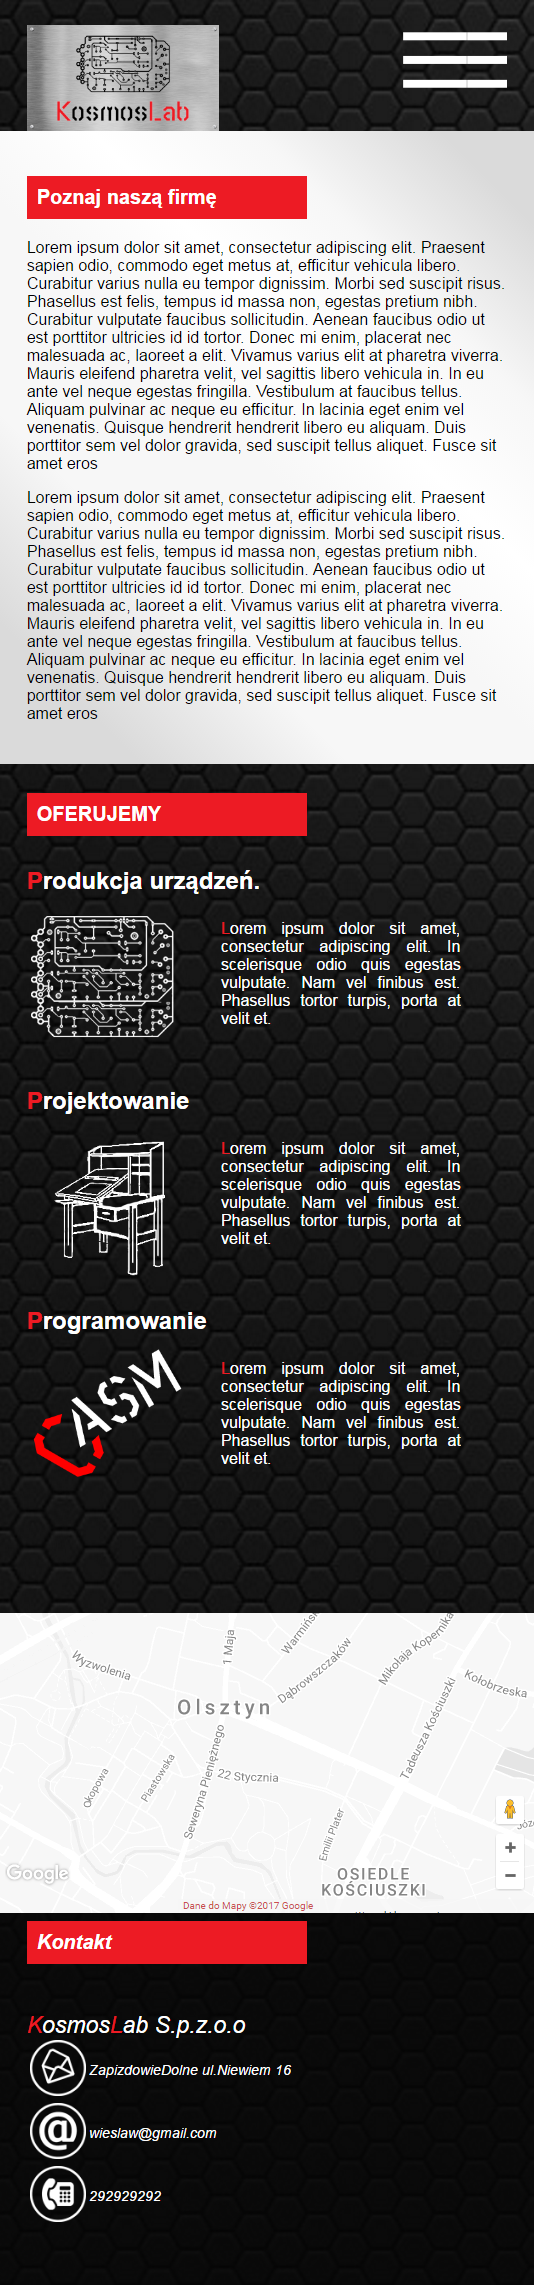 KosmosLab
Poznaj naszą firmę
Lorem ipsum dolor sit amet, consectetur adipiscing elit. Praesent
sapien odio, commodo eget metus at, efficitur vehicula libero.
Curabitur varius nulla eu tempor dignissim. Morbi sed suscipit risus.
Phasellus est felis, tempus id massa non, egestas pretium nibh.
Curabitur vulputate faucibus sollicitudin. Aenean faucibus odio ut
est porttitor ultricies id id tortor. Donec mi enim, placerat nec
malesuada ac, laoreet a elit. Vivamus varius elit at pharetra viverra.
Mauris eleifend pharetra velit, vel sagittis libero vehicula in. In eu
ante vel neque egestas fringilla. Vestibulum at faucibus tellus.
Aliquam pulvinar ac neque eu efficitur. In lacinia eget enim vel
venenatis. Quisque hendrerit hendrerit libero eu aliquam. Duis
porttitor sem vel dolor gravida, sed suscipit tellus aliquet. Fusce sit
amet eros
Lorem ipsum dolor sit amet, consectetur adipiscing elit. Praesent
sapien odio, commodo eget metus at, efficitur vehicula libero.
Curabitur varius nulla eu tempor dignissim. Morbi sed suscipit risus.
Phasellus est felis, tempus id massa non, egestas pretium nibh.
Curabitur vulputate faucibus sollicitudin. Aenean faucibus odio ut
est porttitor ultricies id id tortor. Donec mi enim, placerat nec
malesuada ac, laoreet a elit. Vivamus varius elit at pharetra viverra.
Mauris eleifend pharetra velit, vel sagittis libero vehicula in. In eu
ante vel neque egestas fringilla. Vestibulum at faucibus tellus.
Aliquam pulvinar ac neque eu efficitur. In lacinia eget enim vel
venenatis. Quisque hendrerit hendrerit libero eu aliquam. Duis
porttitor sem vel dolor gravida, sed suscipit tellus aliquet. Fusce sit
amet eros
OFERUJEMY
Produkcja urządzeń.
Lorem ipsum dolor sit amet,
consectetur adipiscing elit. In
scelerisque odio quis egestas
vulputate. Nam vel finibus est.
Phasellus tortor turpis, porta at
velit et.
Projektowanie
Lorem ipsum dolor sit amet,
consectetur adipiscing elit. In
scelerisque odio quis egestas
vulputate. Nam vel finibus est.
Phasellus tortor turpis, porta at
velit et.
Programowanie
C ASM
Lorem ipsum dolor sit amet,
consectetur adipiscing elit. In
scelerisque odio quis egestas
vulputate. Nam vel finibus est.
Phasellus tortor turpis, porta at
velit et.
Wyzwolenia
1 Maja
Dąbrowszczaków
Mikołaja Kopernika
Kołobrzeska
Olsztyn
Tadeusza Kościuszki
Okopowa
Piastowska
Seweryna Pieniężnego
22 Stycznia
Emilii Plater
OSIEDLE
KOŚCIUSZKI
+
−
Google
Dane do Mapy ©2017 Google
Kontakt
KosmosLab S.p.z.o.o
ZapizdowieDolne ul.Niewiem 16
@
wieslaw@gmail.com
292929292